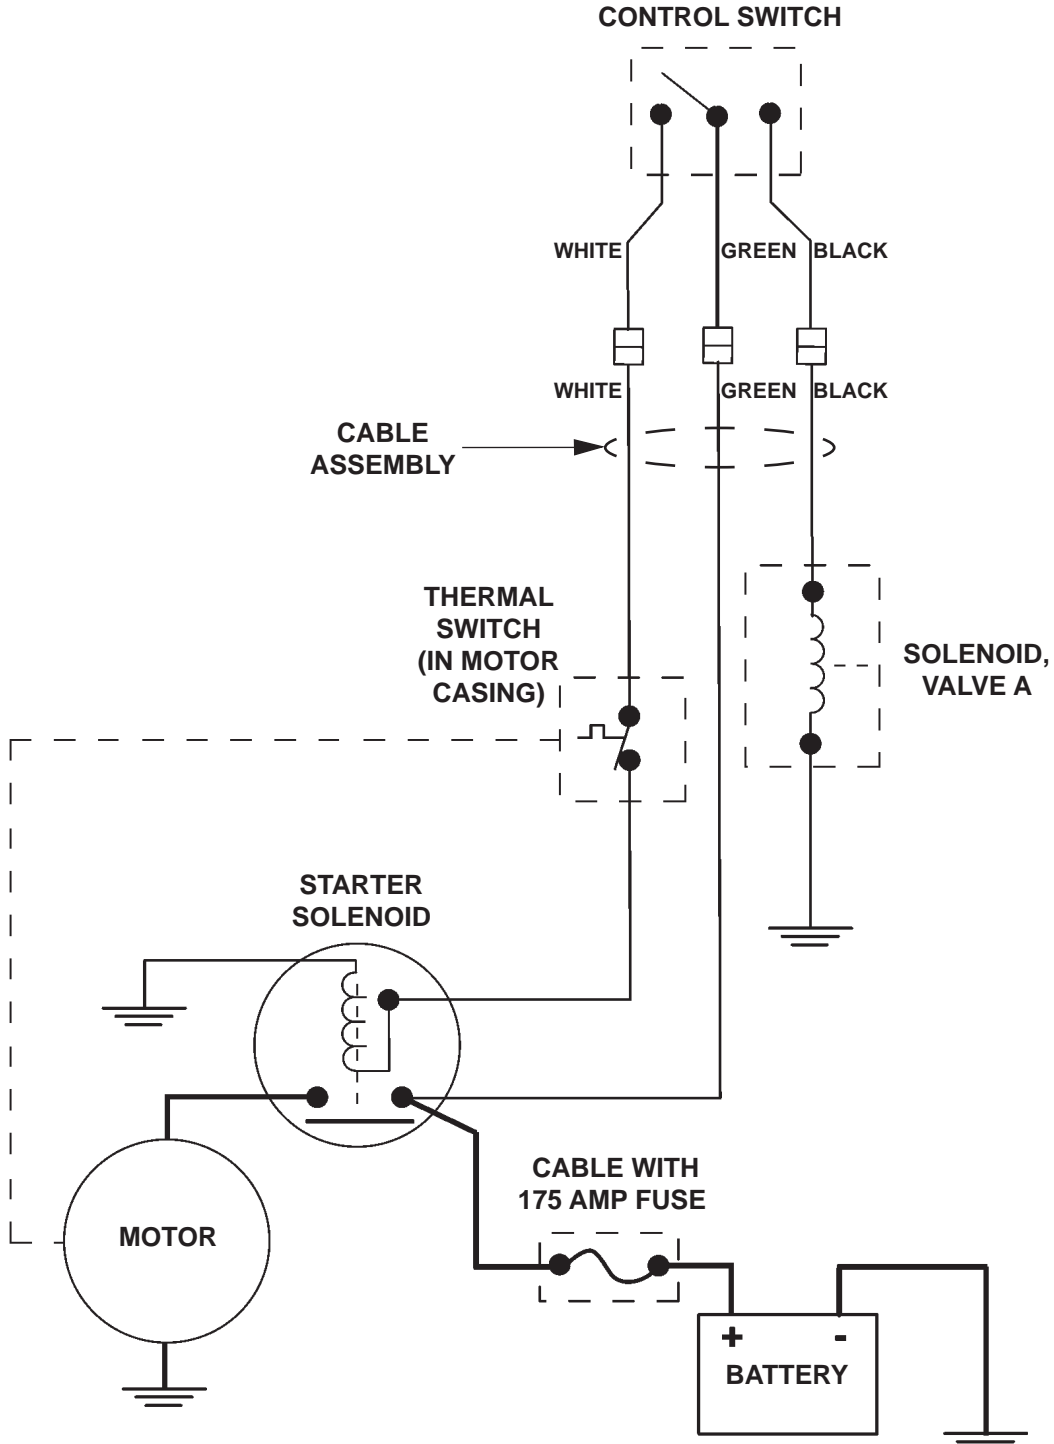 CONTROL SWITCH
WHITE
GREEN
BLACK
WHITE
GREEN
BLACK
CABLE
ASSEMBLY
THERMAL
SWITCH
(IN MOTOR
CASING)
SOLENOID,
VALVE A
STARTER
SOLENOID
CABLE WITH
175 AMP FUSE
MOTOR
+
-
BATTERY